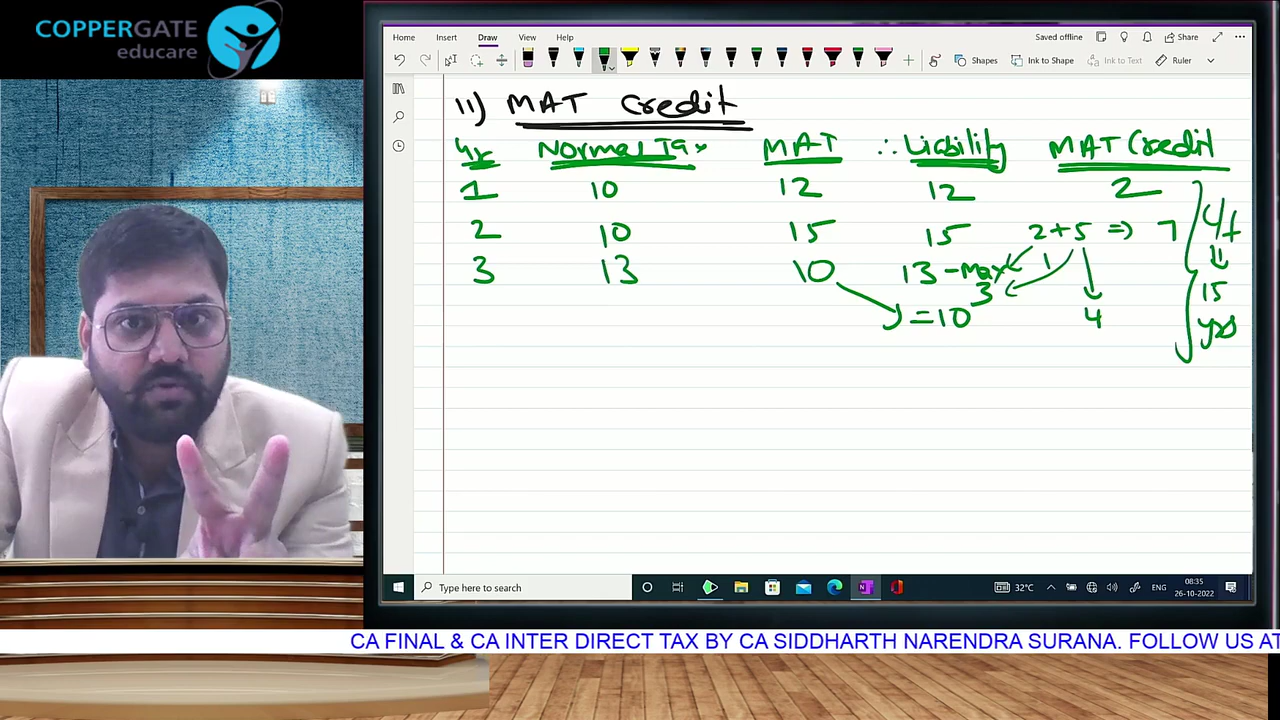 COPPERGATE
educare
Home Insert Draw View Help
Saved offline
Share
Shapes Ink to Shape Ink to Text Ruler
11) MAT Credit
Yr Normal Tax MAT ∴ Liability MAT Credit
1 10 12 12 2
2 10 15 15 2+5 ⇒ 7
3 13 10 13 - Max 1
3
= 10 4
c/f
15
yrs
Type here to search
32°C ENG 08:35
26-10-2022
CA FINAL & CA INTER DIRECT TAX BY CA SIDDHARTH NARENDRA SURANA. FOLLOW US AT